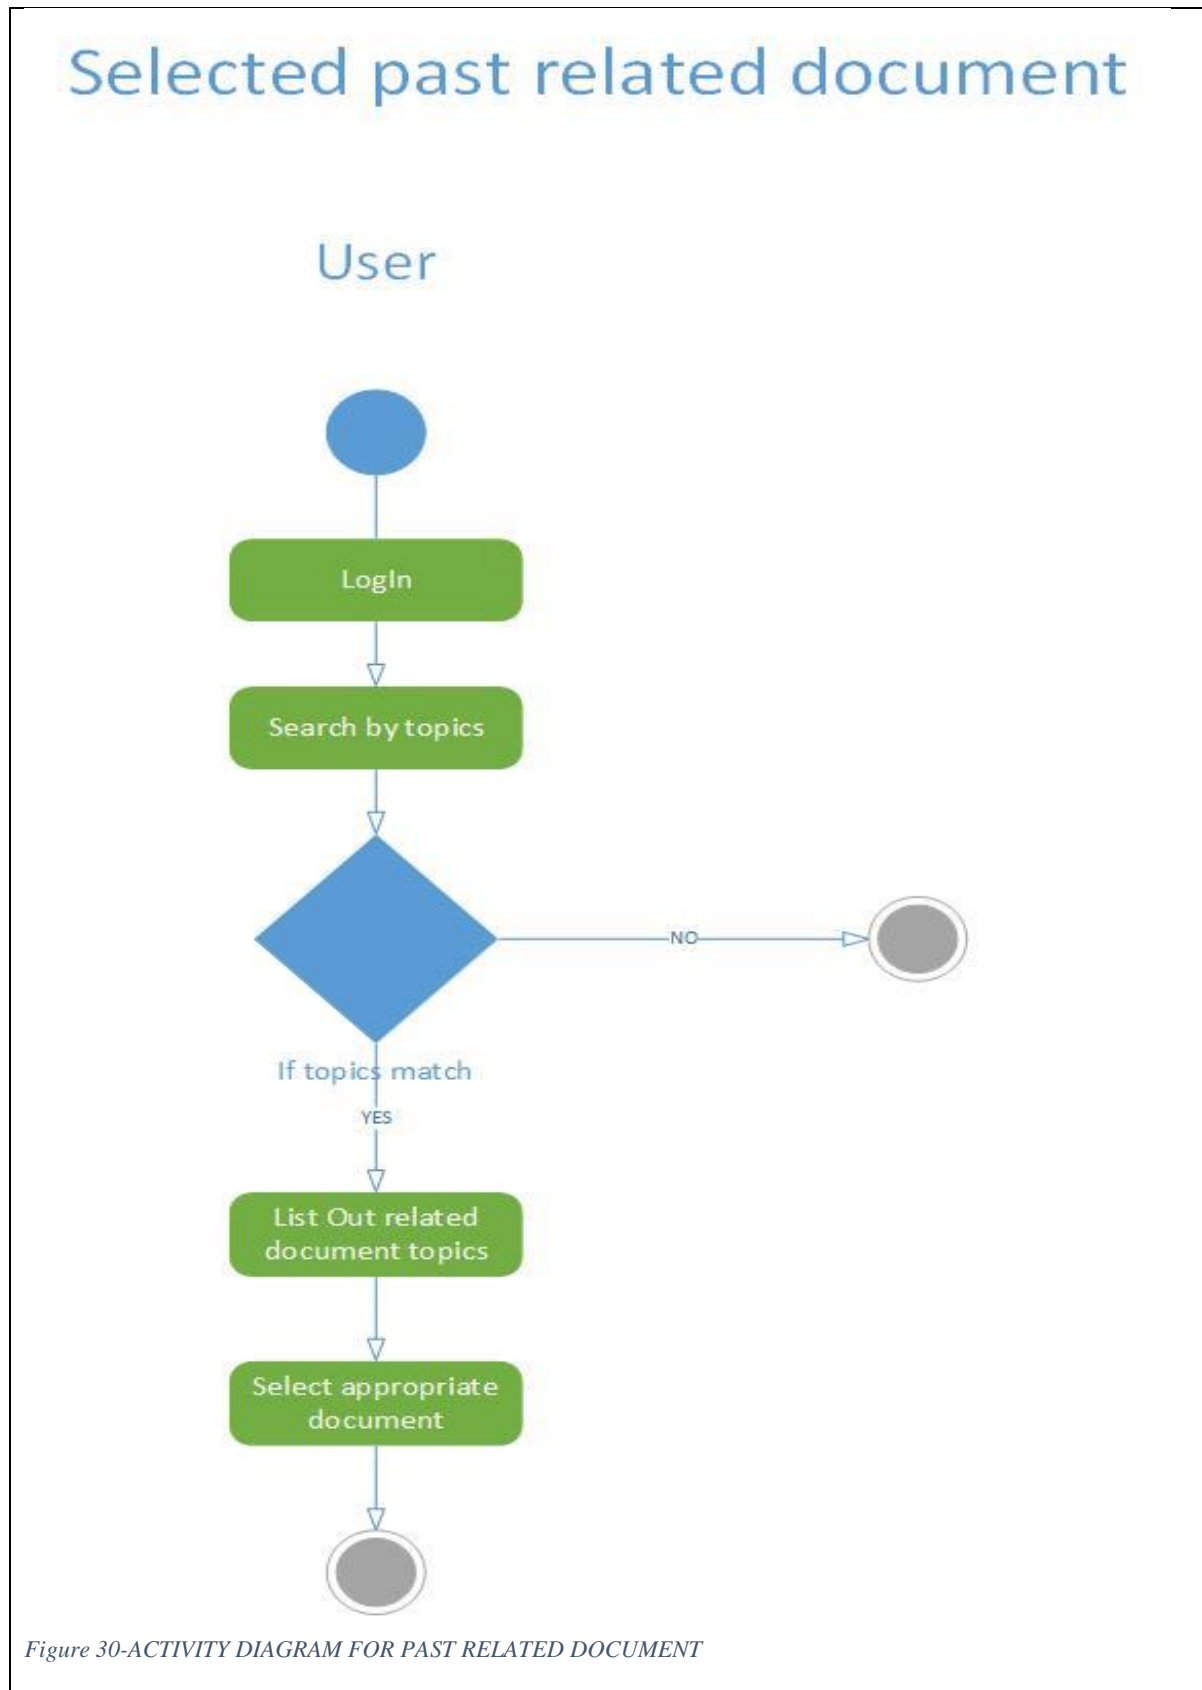 Selected past related document
User
LogIn
Search by topics
NO
If topics match
YES
List Out related
document topics
Select appropriate
document
Figure 30-ACTIVITY DIAGRAM FOR PAST RELATED DOCUMENT